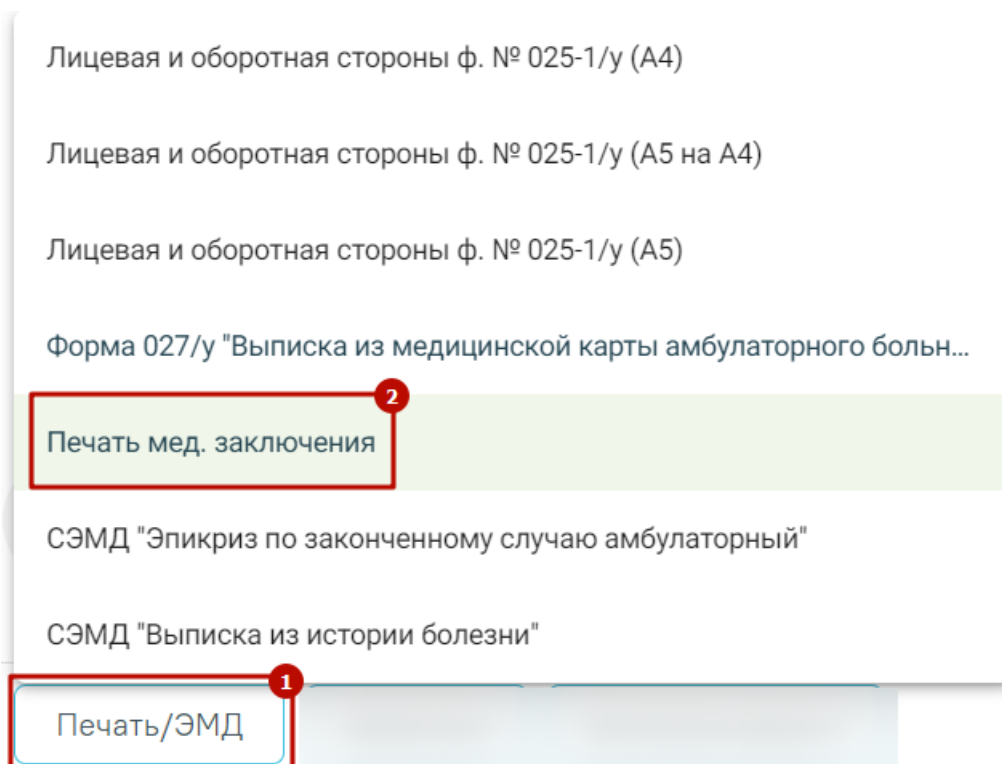 Лицевая и оборотная стороны ф. № 025-1/у (А4)
Лицевая и оборотная стороны ф. № 025-1/у (А5 на А4)
Лицевая и оборотная стороны ф. № 025-1/у (А5)
Форма 027/у "Выписка из медицинской карты амбулаторного больн...
2
Печать мед. заключения
СЭМД "Эпикриз по законченному случаю амбулаторный"
СЭМД "Выписка из истории болезни"
1
Печать/ЭМД